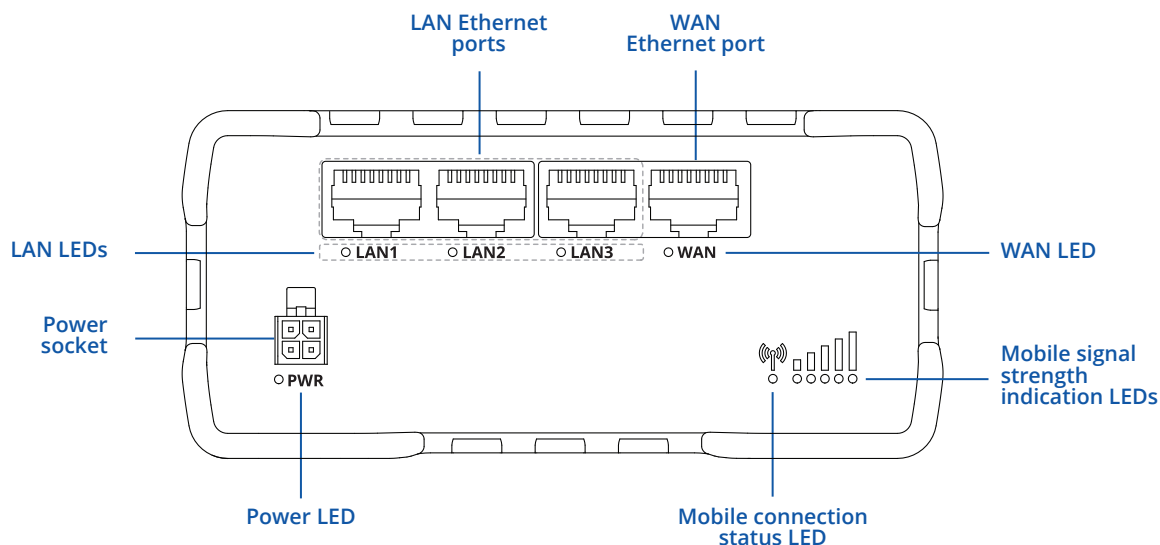 LAN Ethernet
ports
WAN
Ethernet port
LAN LEDs
LAN1
LAN2
LAN3
WAN
WAN LED
Power
socket
PWR
Mobile signal
strength
indication LEDs
Power LED
Mobile connection
status LED